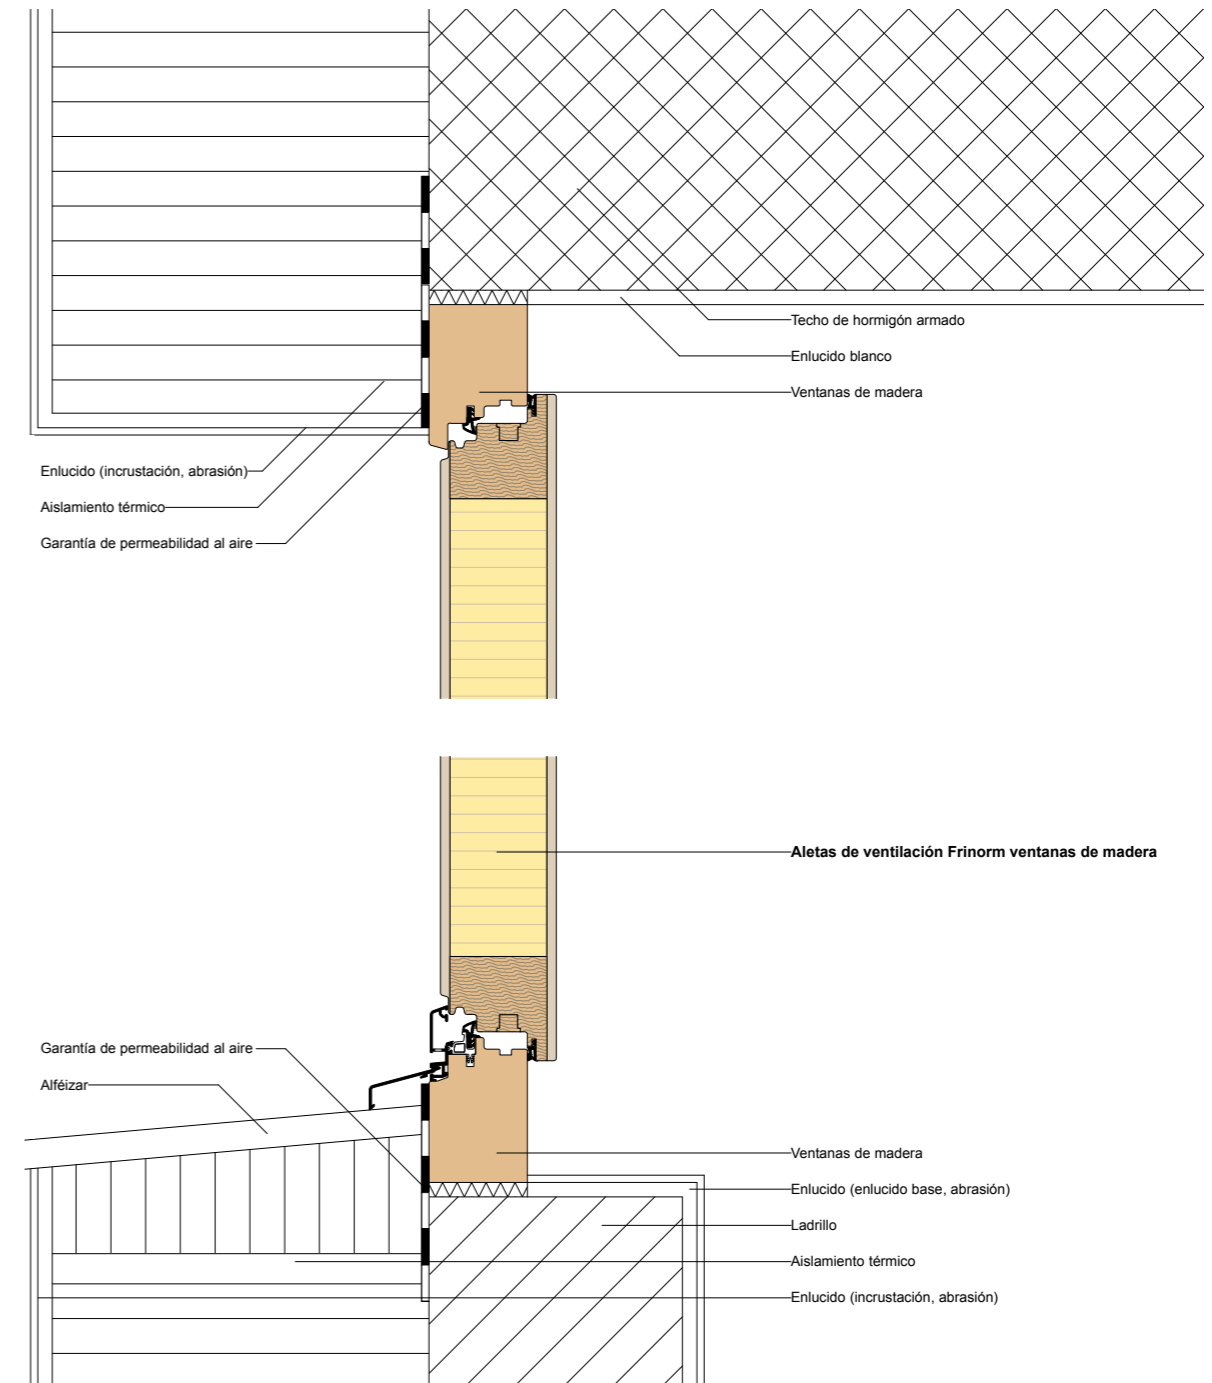 Techo de hormigón armado
Enlucido blanco
Ventanas de madera
Enlucido (incrustación, abrasión)
Aislamiento térmico
Garantía de permeabilidad al aire
Aletas de ventilación Frinorm ventanas de madera
Garantía de permeabilidad al aire
Alféizar
Ventanas de madera
Enlucido (enlucido base, abrasión)
Ladrillo
Aislamiento térmico
Enlucido (incrustación, abrasión)